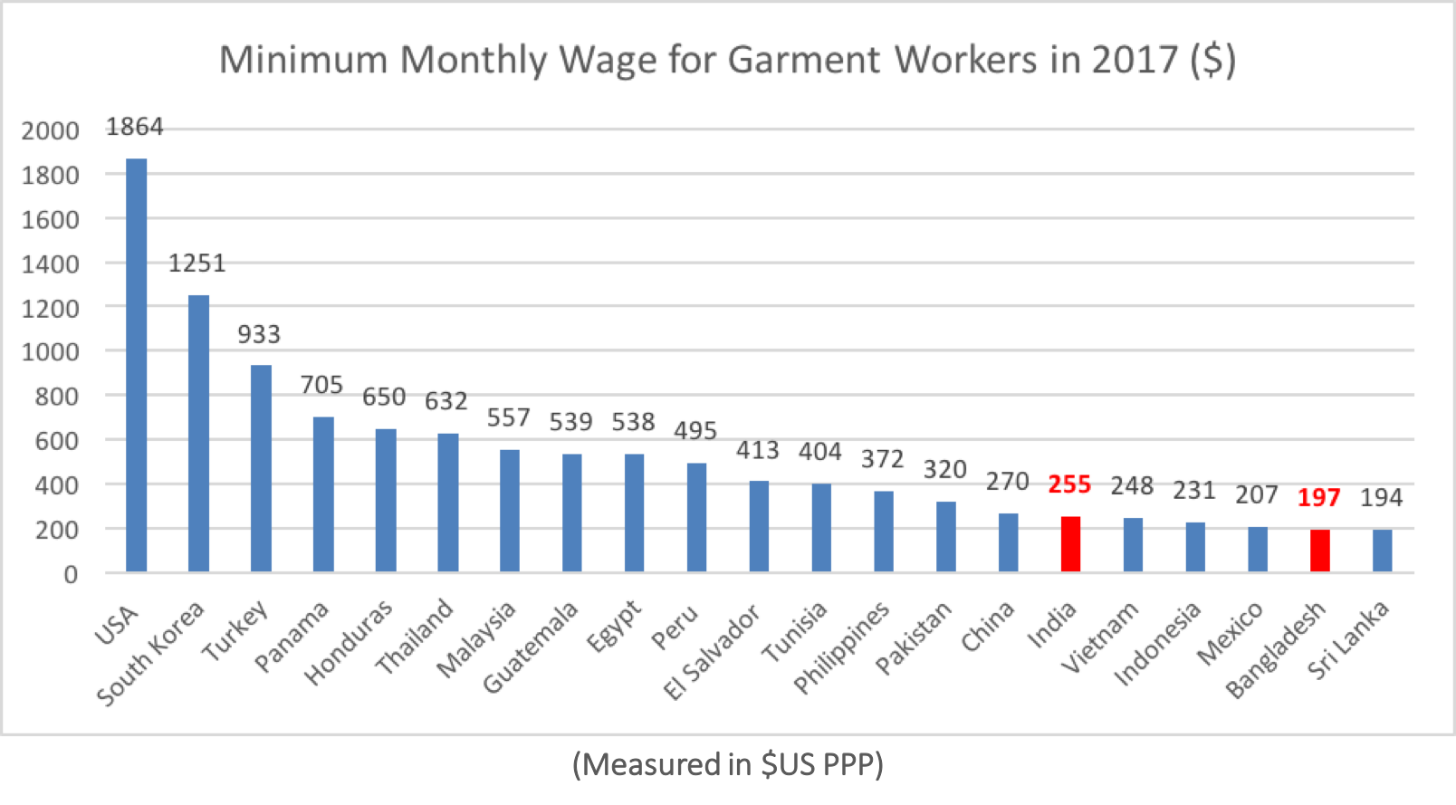 Minimum Monthly Wage for Garment Workers in 2017 ($)
2000
1800
1600
1400
1200
1000
800
600
400
200
0
1864
1251
933
705
650
632
557
539
538
495
413
404
372
320
270
255
248
231
207
197
194
USA
South Korea
Turkey
Panama
Honduras
Thailand
Malaysia
Guatemala
Egypt
Peru
El Salvador
Tunisia
Philippines
Pakistan
China
India
Vietnam
Indonesia
Mexico
Bangladesh
Sri Lanka
(Measured in $US PPP)